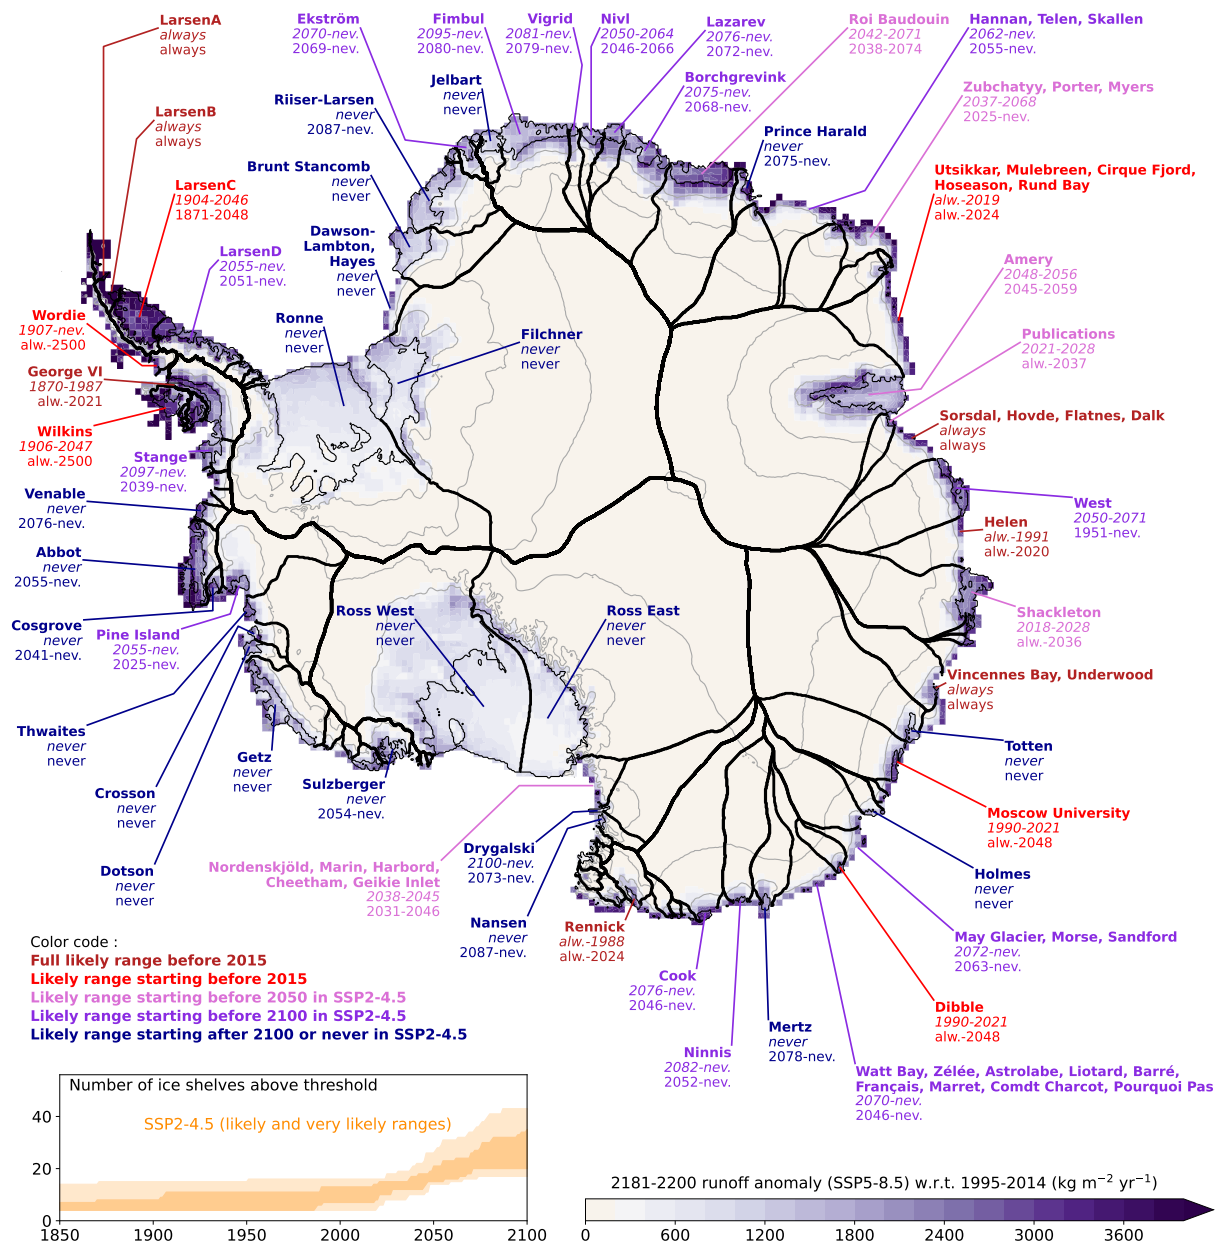 LarsenA
always
always
Ekström
2070-nev.
2069-nev.
Fimbul
2095-nev.
2080-nev.
Vigrid
2081-nev.
2079-nev.
Nivl
2050-2064
2046-2066
Lazarev
2076-nev.
2072-nev.
Roi Baudouin
2042-2071
2038-2074
Hannan, Telen, Skallen
2062-nev.
2055-nev.
Jelbart
never
never
Borchgrevink
2075-nev.
2068-nev.
Zubchatyy, Porter, Myers
2037-2068
2025-nev.
Riiser-Larsen
never
2087-nev.
LarsenB
always
always
Prince Harald
never
2075-nev.
Brunt Stancomb
never
never
Utsikkar, Mulebreen, Cirque Fjord,
Hoseason, Rund Bay
alw.-2019
alw.-2024
LarsenC
1904-2046
1871-2048
Dawson-
Lambton,
Hayes
never
never
LarsenD
2055-nev.
2051-nev.
Amery
2048-2056
2045-2059
Wordie
1907-nev.
alw.-2500
Ronne
never
never
Filchner
never
never
Publications
2021-2028
alw.-2037
George VI
1870-1987
alw.-2021
Sorsdal, Hovde, Flatnes, Dalk
always
always
Wilkins
1906-2047
alw.-2500
Stange
2097-nev.
2039-nev.
Venable
never
2076-nev.
West
2050-2071
1951-nev.
Helen
alw.-1991
alw.-2020
Abbot
never
2055-nev.
Ross West
never
never
Ross East
never
never
Shackleton
2018-2028
alw.-2036
Cosgrove
never
2041-nev.
Pine Island
2055-nev.
2025-nev.
Vincennes Bay, Underwood
always
always
Thwaites
never
never
Getz
never
never
Totten
never
never
Sulzberger
never
2054-nev.
Crosson
never
never
Moscow University
1990-2021
alw.-2048
Drygalski
2100-nev.
2073-nev.
Nordenskjöld, Marin, Harbord,
Cheetham, Geikie Inlet
2038-2045
2031-2046
Dotson
never
never
Holmes
never
never
Nansen
never
2087-nev.
Rennick
alw.-1988
alw.-2024
May Glacier, Morse, Sandford
2072-nev.
2063-nev.
Color code :
Full likely range before 2015
Likely range starting before 2015
Likely range starting before 2050 in SSP2-4.5
Likely range starting before 2100 in SSP2-4.5
Likely range starting after 2100 or never in SSP2-4.5
Cook
2076-nev.
2046-nev.
Dibble
1990-2021
alw.-2048
Mertz
never
2078-nev.
Ninnis
2082-nev.
2052-nev.
Watt Bay, Zélée, Astrolabe, Liotard, Barré,
Français, Marret, Comdt Charcot, Pourquoi Pas
2070-nev.
2046-nev.
Number of ice shelves above threshold
SSP2-4.5 (likely and very likely ranges)
40
20
0
1850 1900 1950 2000 2050 2100
2181-2200 runoff anomaly (SSP5-8.5) w.r.t. 1995-2014 (kg m⁻² yr⁻¹)
0 600 1200 1800 2400 3000 3600